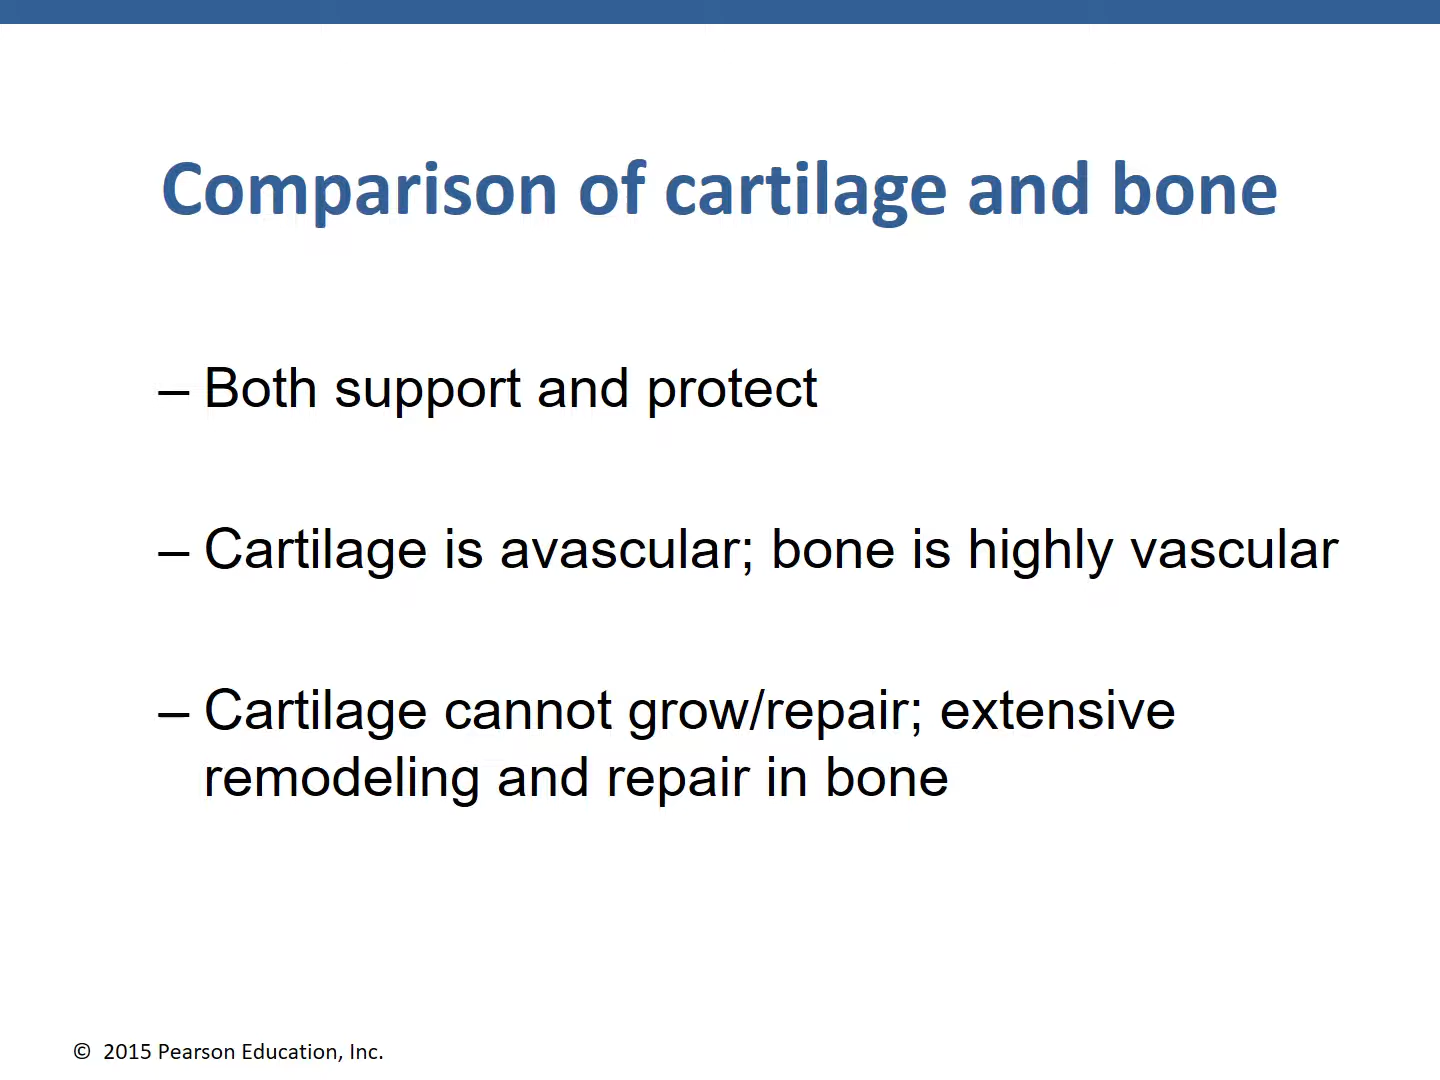 Comparison of cartilage and bone
– Both support and protect
– Cartilage is avascular; bone is highly vascular
– Cartilage cannot grow/repair; extensive
remodeling and repair in bone
© 2015 Pearson Education, Inc.